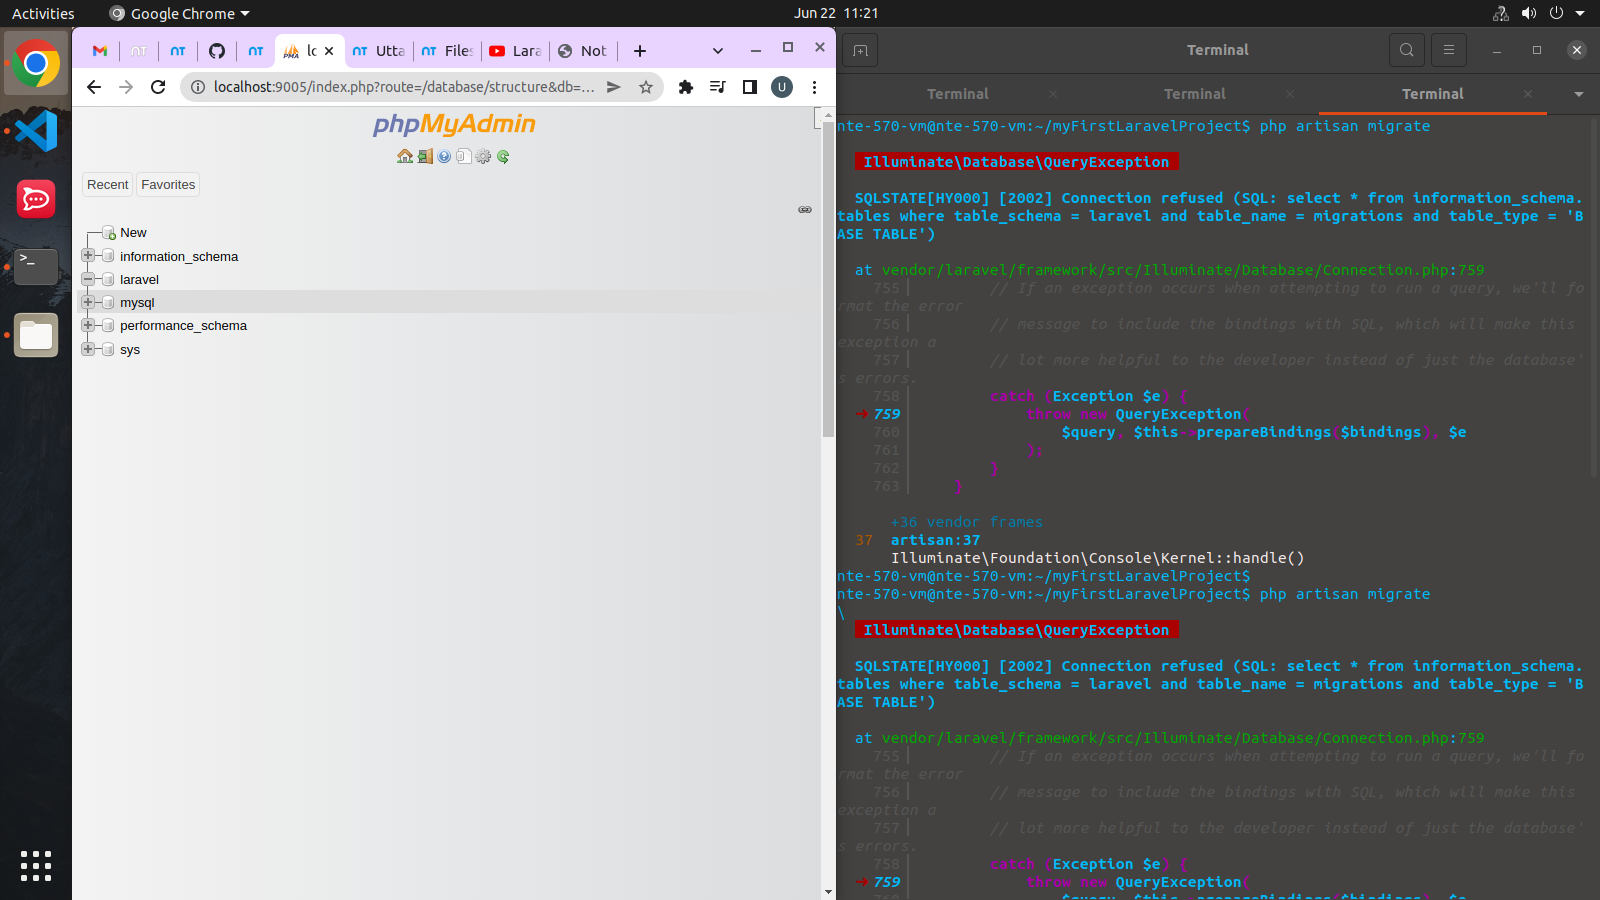 Activities
Google Chrome
Jun 22 11:21
lc
Utta
Files
Lara
Not
localhost:9005/index.php?route=/database/structure&db=...
U
phpMyAdmin
Recent
Favorites
New
information_schema
laravel
mysql
performance_schema
sys
Terminal
Terminal
Terminal
Terminal
nte-570-vm@nte-570-vm:~/myFirstLaravelProject$ php artisan migrate
Illuminate\Database\QueryException
SQLSTATE[HY000] [2002] Connection refused (SQL: select * from information_schema.
tables where table_schema = laravel and table_name = migrations and table_type = 'B
ASE TABLE')
at vendor/laravel/framework/src/Illuminate/Database/Connection.php:759
755| // If an exception occurs when attempting to run a query, we'll fo
rmat the error
756| // message to include the bindings with SQL, which will make this
exception a
757| // lot more helpful to the developer instead of just the database'
s errors.
758| catch (Exception $e) {
➜ 759| throw new QueryException(
760| $query, $this->prepareBindings($bindings), $e
761| );
762| }
763| }
+36 vendor frames
37 artisan:37
Illuminate\Foundation\Console\Kernel::handle()
nte-570-vm@nte-570-vm:~/myFirstLaravelProject$
nte-570-vm@nte-570-vm:~/myFirstLaravelProject$ php artisan migrate
\
Illuminate\Database\QueryException
SQLSTATE[HY000] [2002] Connection refused (SQL: select * from information_schema.
tables where table_schema = laravel and table_name = migrations and table_type = 'B
ASE TABLE')
at vendor/laravel/framework/src/Illuminate/Database/Connection.php:759
755| // If an exception occurs when attempting to run a query, we'll fo
rmat the error
756| // message to include the bindings with SQL, which will make this
exception a
757| // lot more helpful to the developer instead of just the database'
s errors.
758| catch (Exception $e) {
➜ 759| throw new QueryException(
760| $query, $this->prepareBindings($bindings), $e